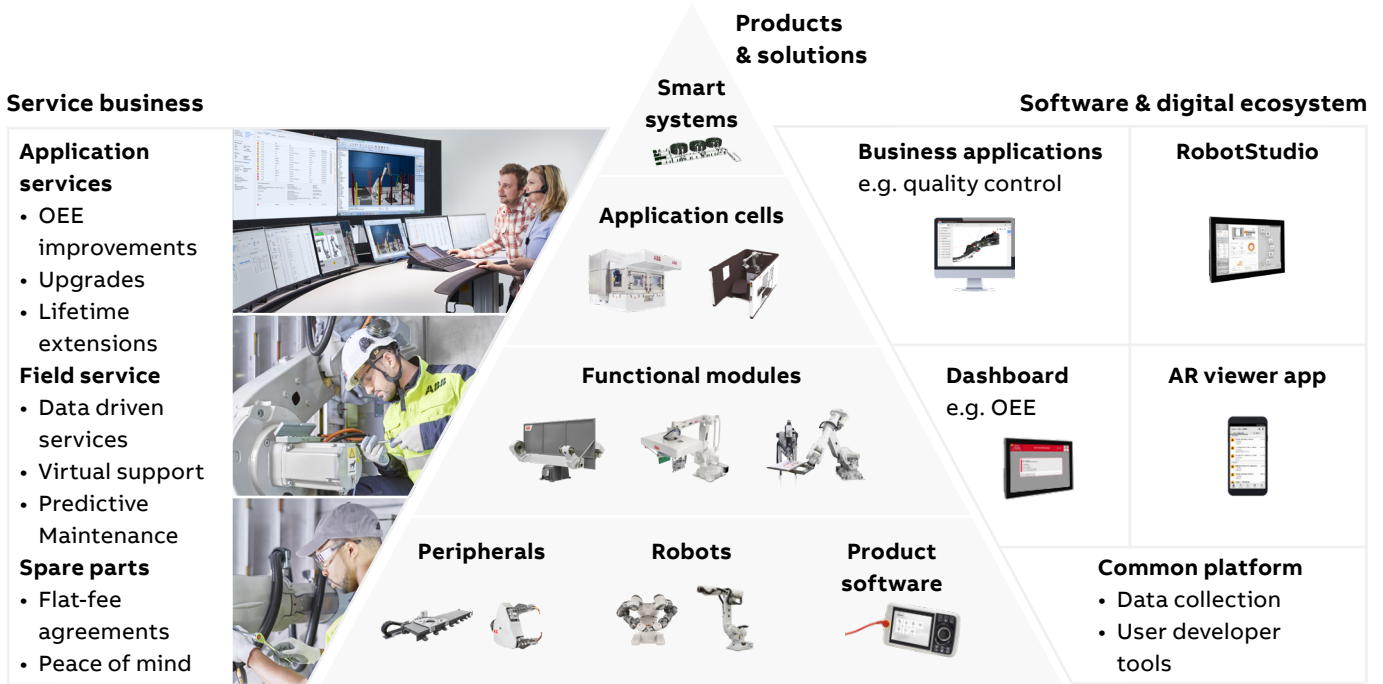 Products
& solutions
Service business
Software & digital ecosystem
Application
services
• OEE
improvements
• Upgrades
• Lifetime
extensions
Field service
• Data driven
services
• Virtual support
• Predictive
Maintenance
Spare parts
• Flat-fee
agreements
• Peace of mind
ABB
Smart
systems
Application cells
ABB
Functional modules
Peripherals
Robots
Product
software
Business applications
e.g. quality control
RobotStudio
Dashboard
e.g. OEE
AR viewer app
Common platform
• Data collection
• User developer
tools